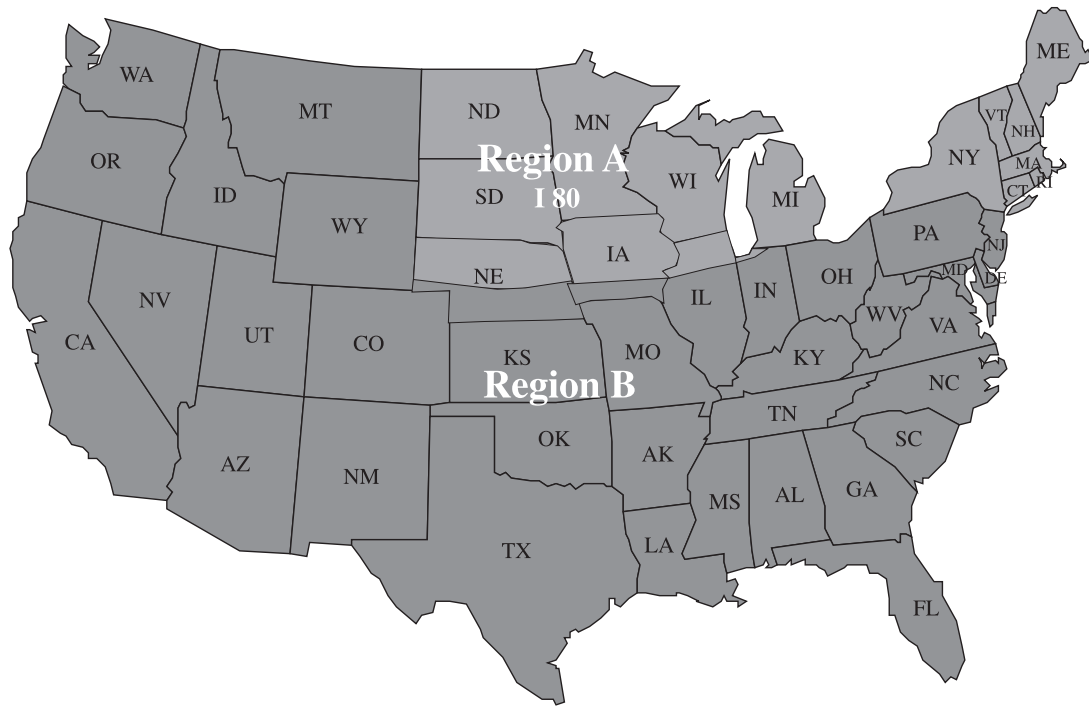 WA
MT
ND
MN
ME
VT
NH
OR
ID
SD
Region A
I 80
WI
MI
NY
MA
CT
RI
WY
NE
IA
PA
NJ
NV
UT
CO
IL
IN
OH
MD
DE
WV
VA
CA
KS
MO
KY
Region B
NC
TN
AZ
NM
OK
AK
SC
MS
AL
GA
TX
LA
FL